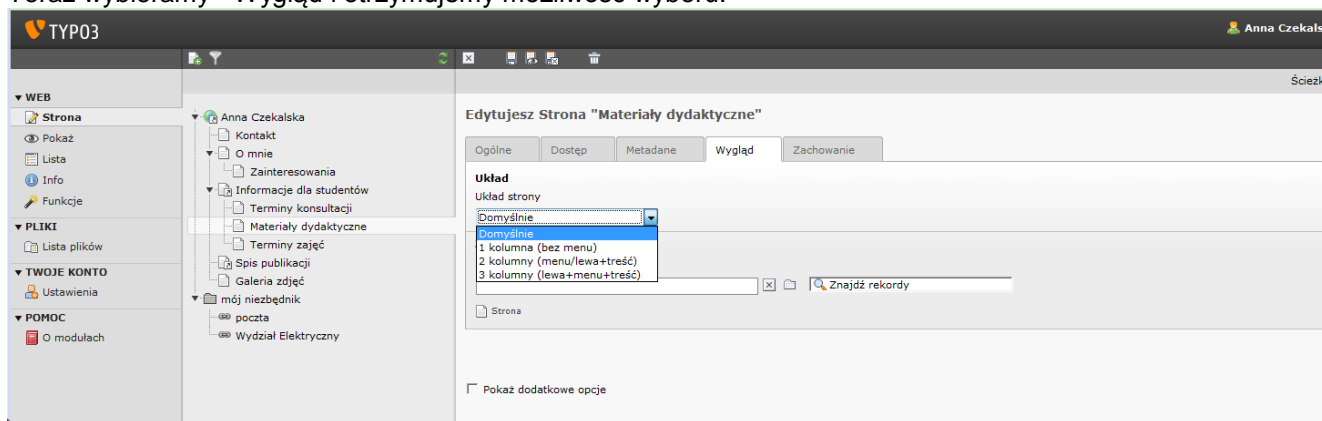 TYPO3
Anna Czekals
Ścieżk
WEB
Strona
Pokaż
Lista
Info
Funkcje
PLIKI
Lista plików
TWOJE KONTO
Ustawienia
POMOC
O modułach
Anna Czekalska
Kontakt
O mnie
Zainteresowania
Informacje dla studentów
Terminy konsultacji
Materiały dydaktyczne
Terminy zajęć
Spis publikacji
Galeria zdjęć
mój niezbędnik
poczta
Wydział Elektryczny
Edytujesz Strona "Materiały dydaktyczne"
Ogólne Dostęp Metadane Wygląd Zachowanie
Układ
Układ strony
Domyślnie
Domyślnie
1 kolumna (bez menu)
2 kolumny (menu/lewa+treść)
3 kolumny (lewa+menu+treść)
Znajdź rekordy
Strona
Pokaż dodatkowe opcje